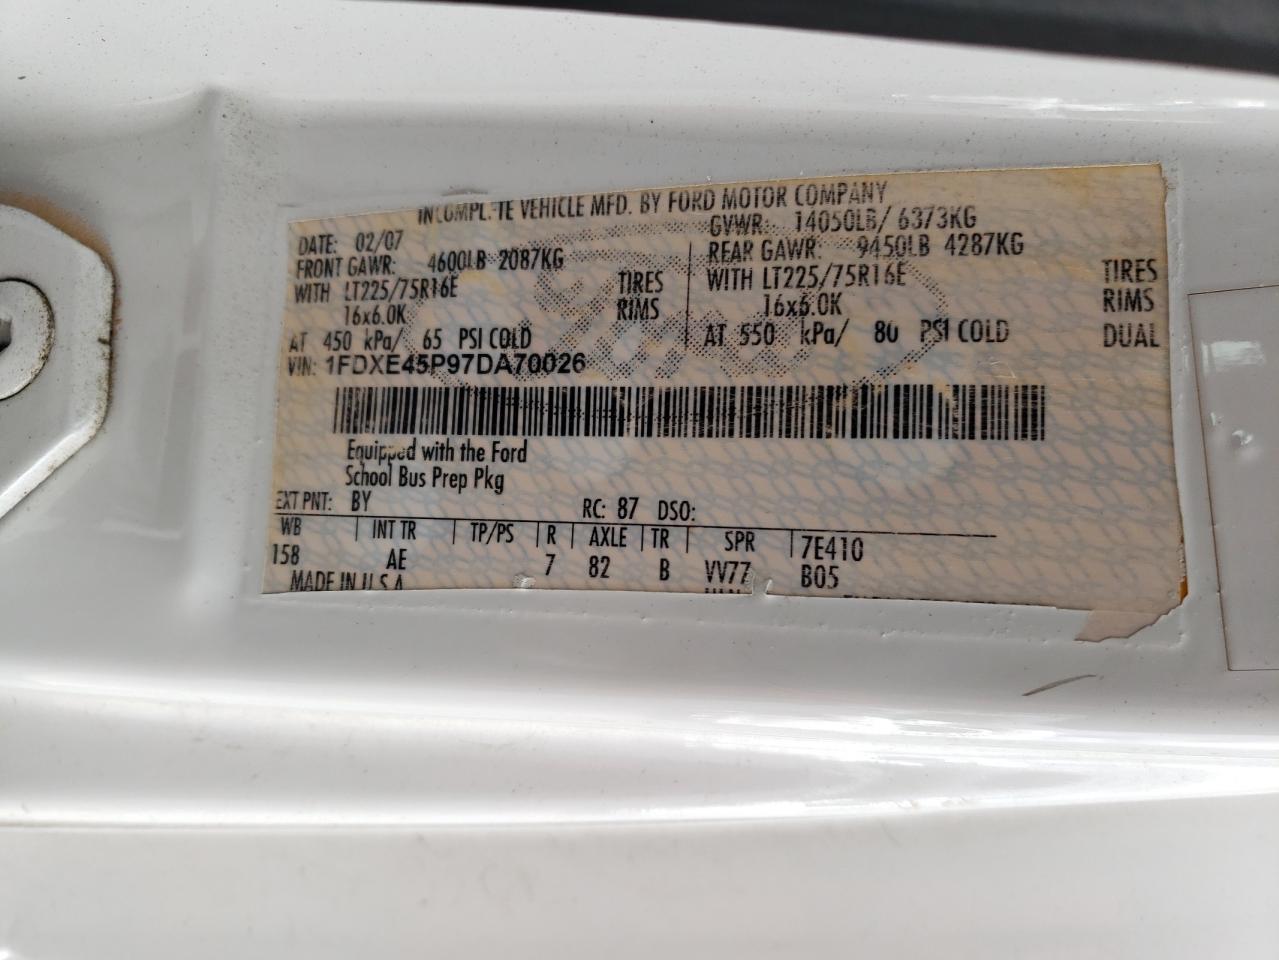 INCOMPL-TE VEHICLE MFD. BY FORD MOTOR COMPANY
DATE: 02/07 GVWR: 14050LB/ 6373KG
FRONT GAWR: 4600LB 2087KG REAR GAWR: 9450LB 4287KG
WITH LT225/75R16E TIRES WITH LT225/75R16E TIRES
16x6.0K RIMS 16x6.0K RIMS
AT 450 kPa/ 65 PSI COLD AT 550 kPa/ 80 PSI COLD DUAL
VIN: 1FDXE45P97DA70026
Equipped with the Ford
School Bus Prep Pkg
EXT PNT: BY RC: 87 DSO:
WB INT TR TP/PS R AXLE TR SPR 7E410
158 AE 7 82 B VV77 B05
MADE IN U.S.A.